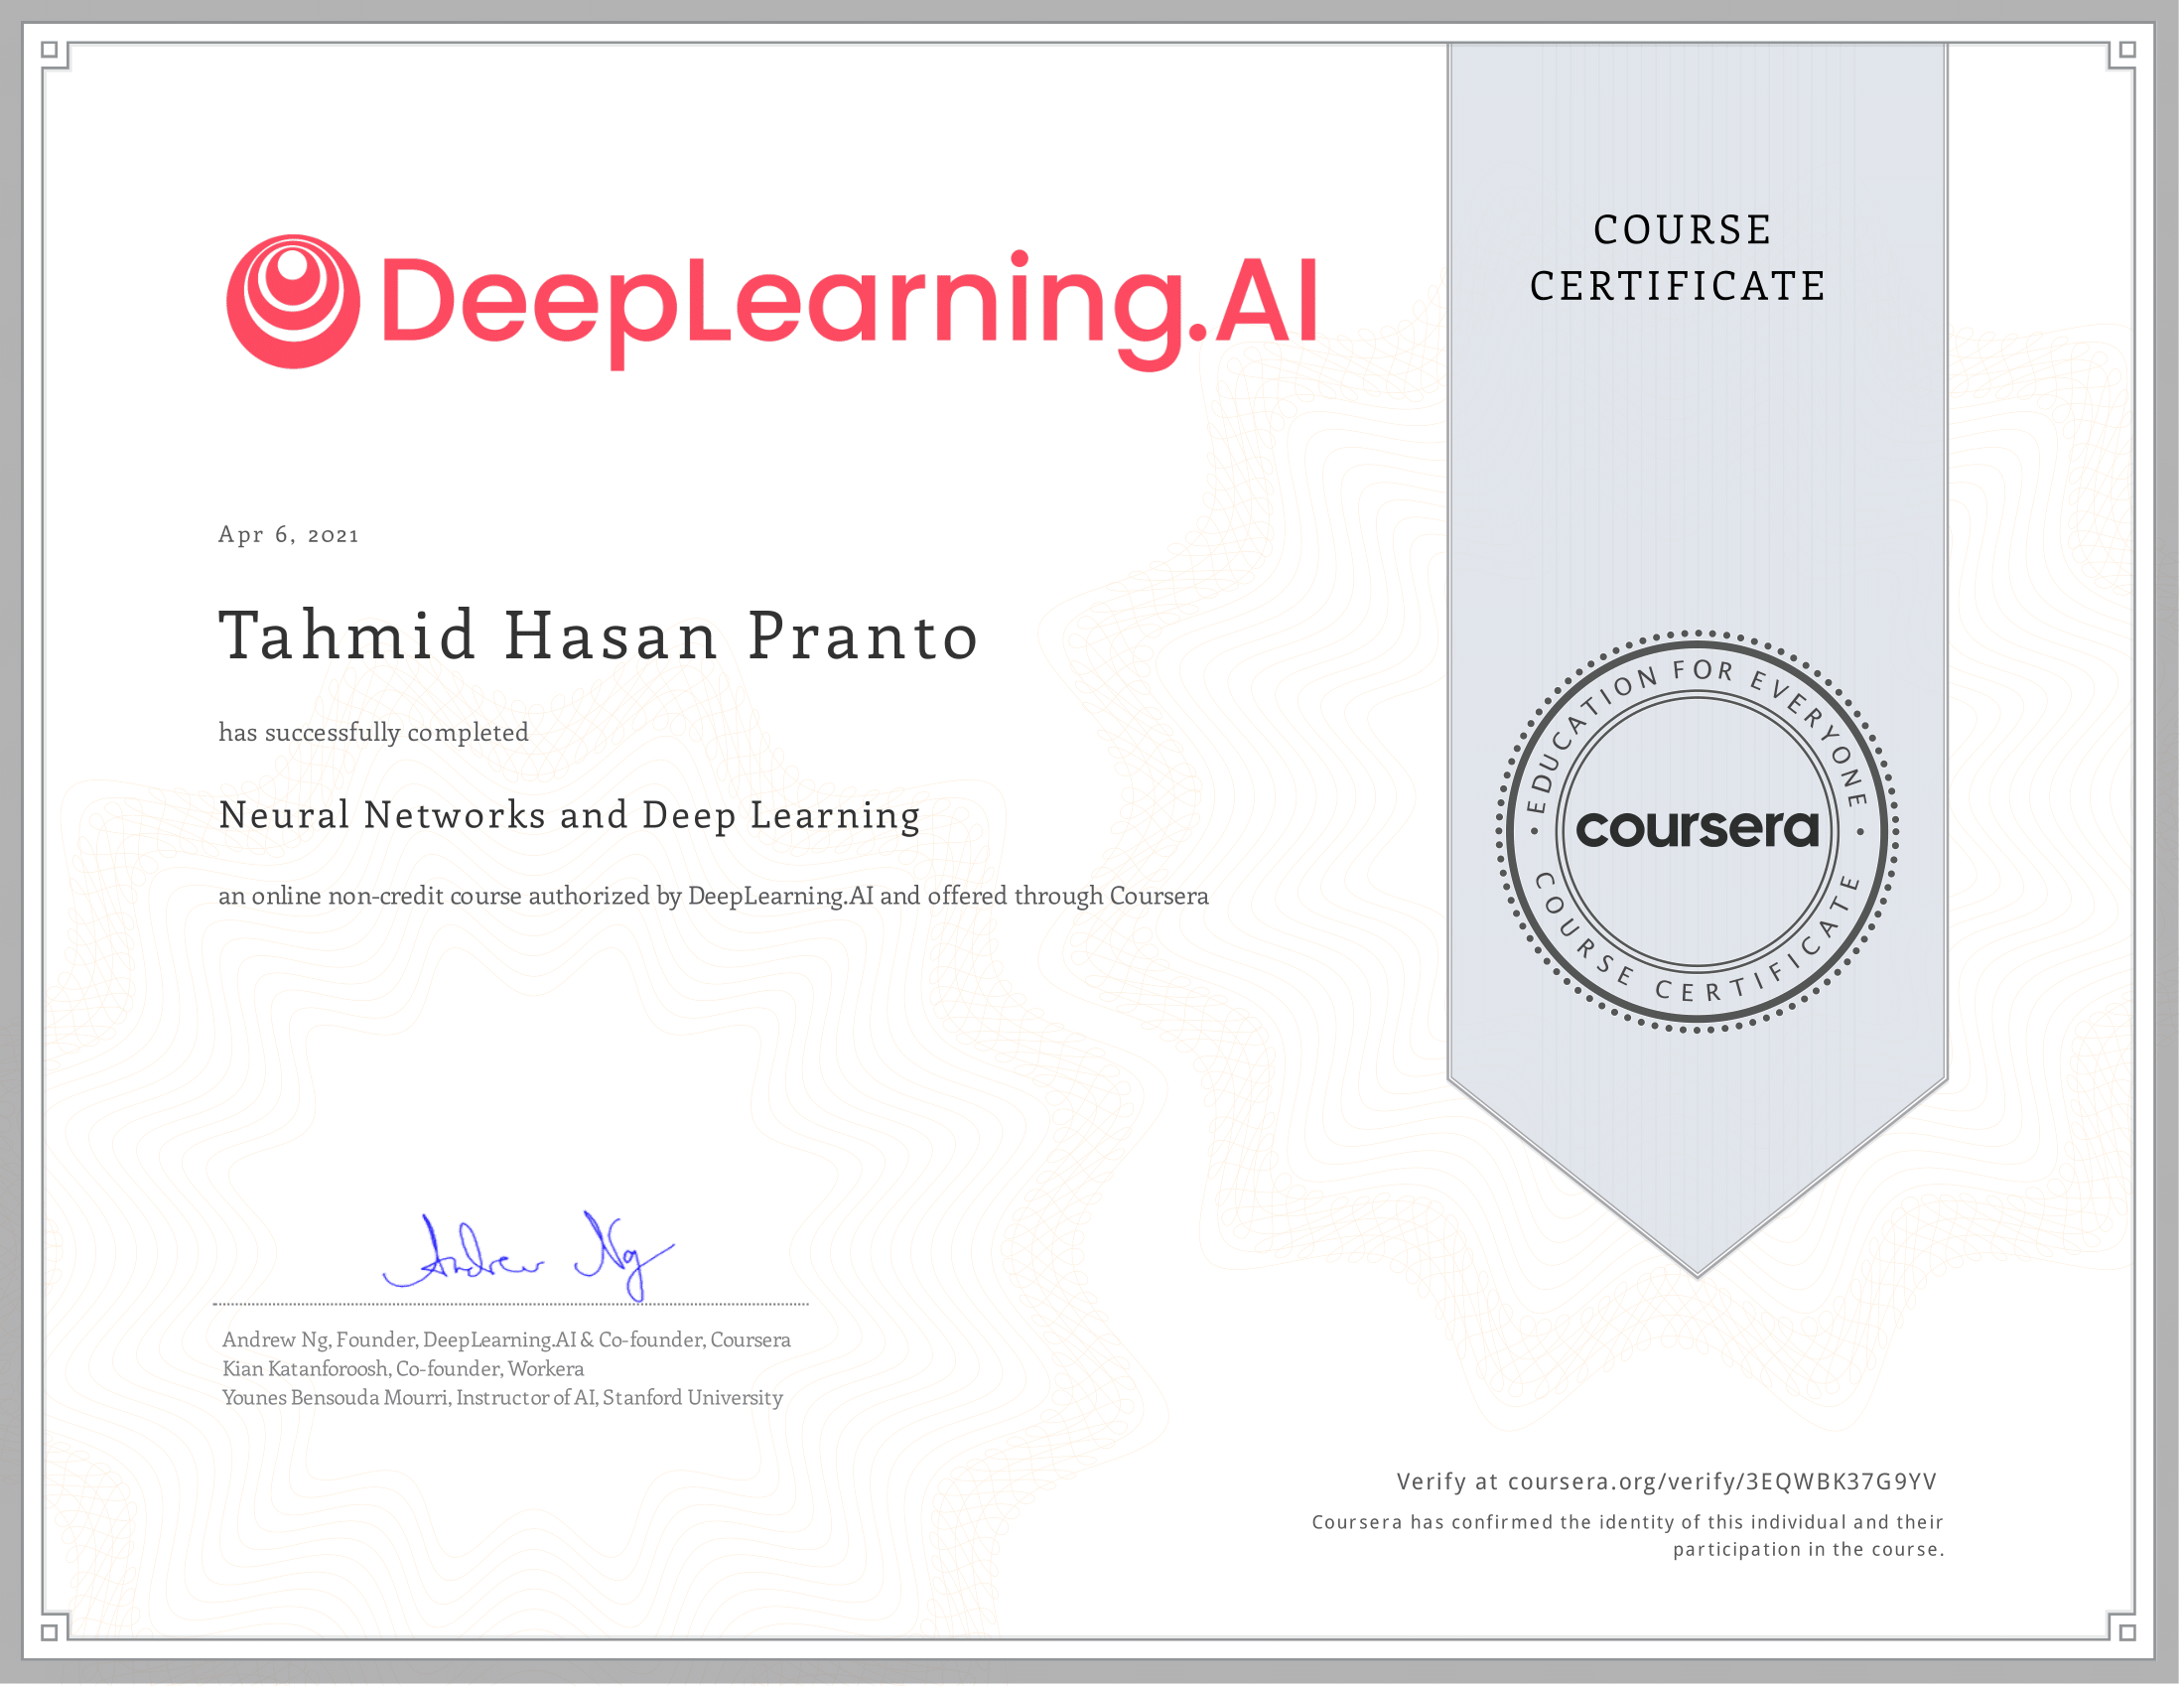 DeepLearning.AI
COURSE
CERTIFICATE
Apr 6, 2021
Tahmid Hasan Pranto
has successfully completed
Neural Networks and Deep Learning
an online non-credit course authorized by DeepLearning.AI and offered through Coursera
EDUCATION FOR EVERYONE
coursera
COURSE CERTIFICATE
Andrew Ng
Andrew Ng, Founder, DeepLearning.AI & Co-founder, Coursera
Kian Katanforoosh, Co-founder, Workera
Younes Bensouda Mourri, Instructor of AI, Stanford University
Verify at coursera.org/verify/3EQWBK37G9YV
Coursera has confirmed the identity of this individual and their
participation in the course.